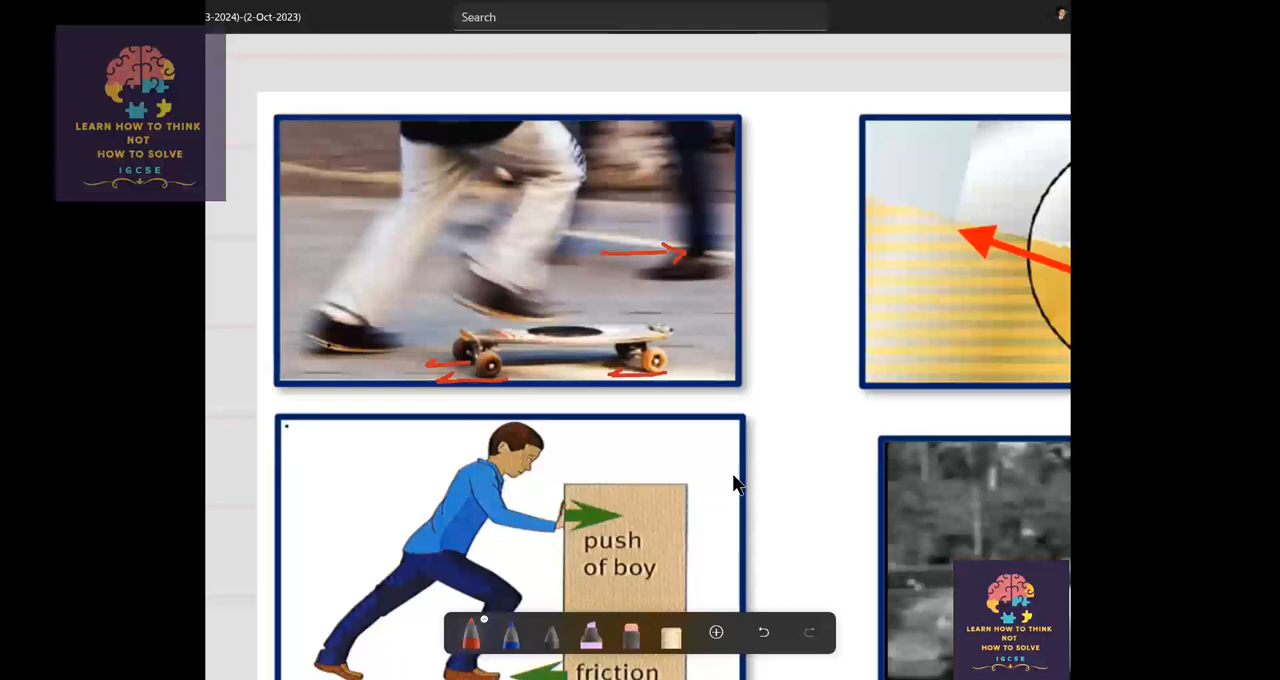 3-2024)-(2-Oct-2023)
Search
LEARN HOW TO THINK
NOT
HOW TO SOLVE
IGCSE
push
of boy
friction
LEARN HOW TO THINK
NOT
HOW TO SOLVE
IGCSE